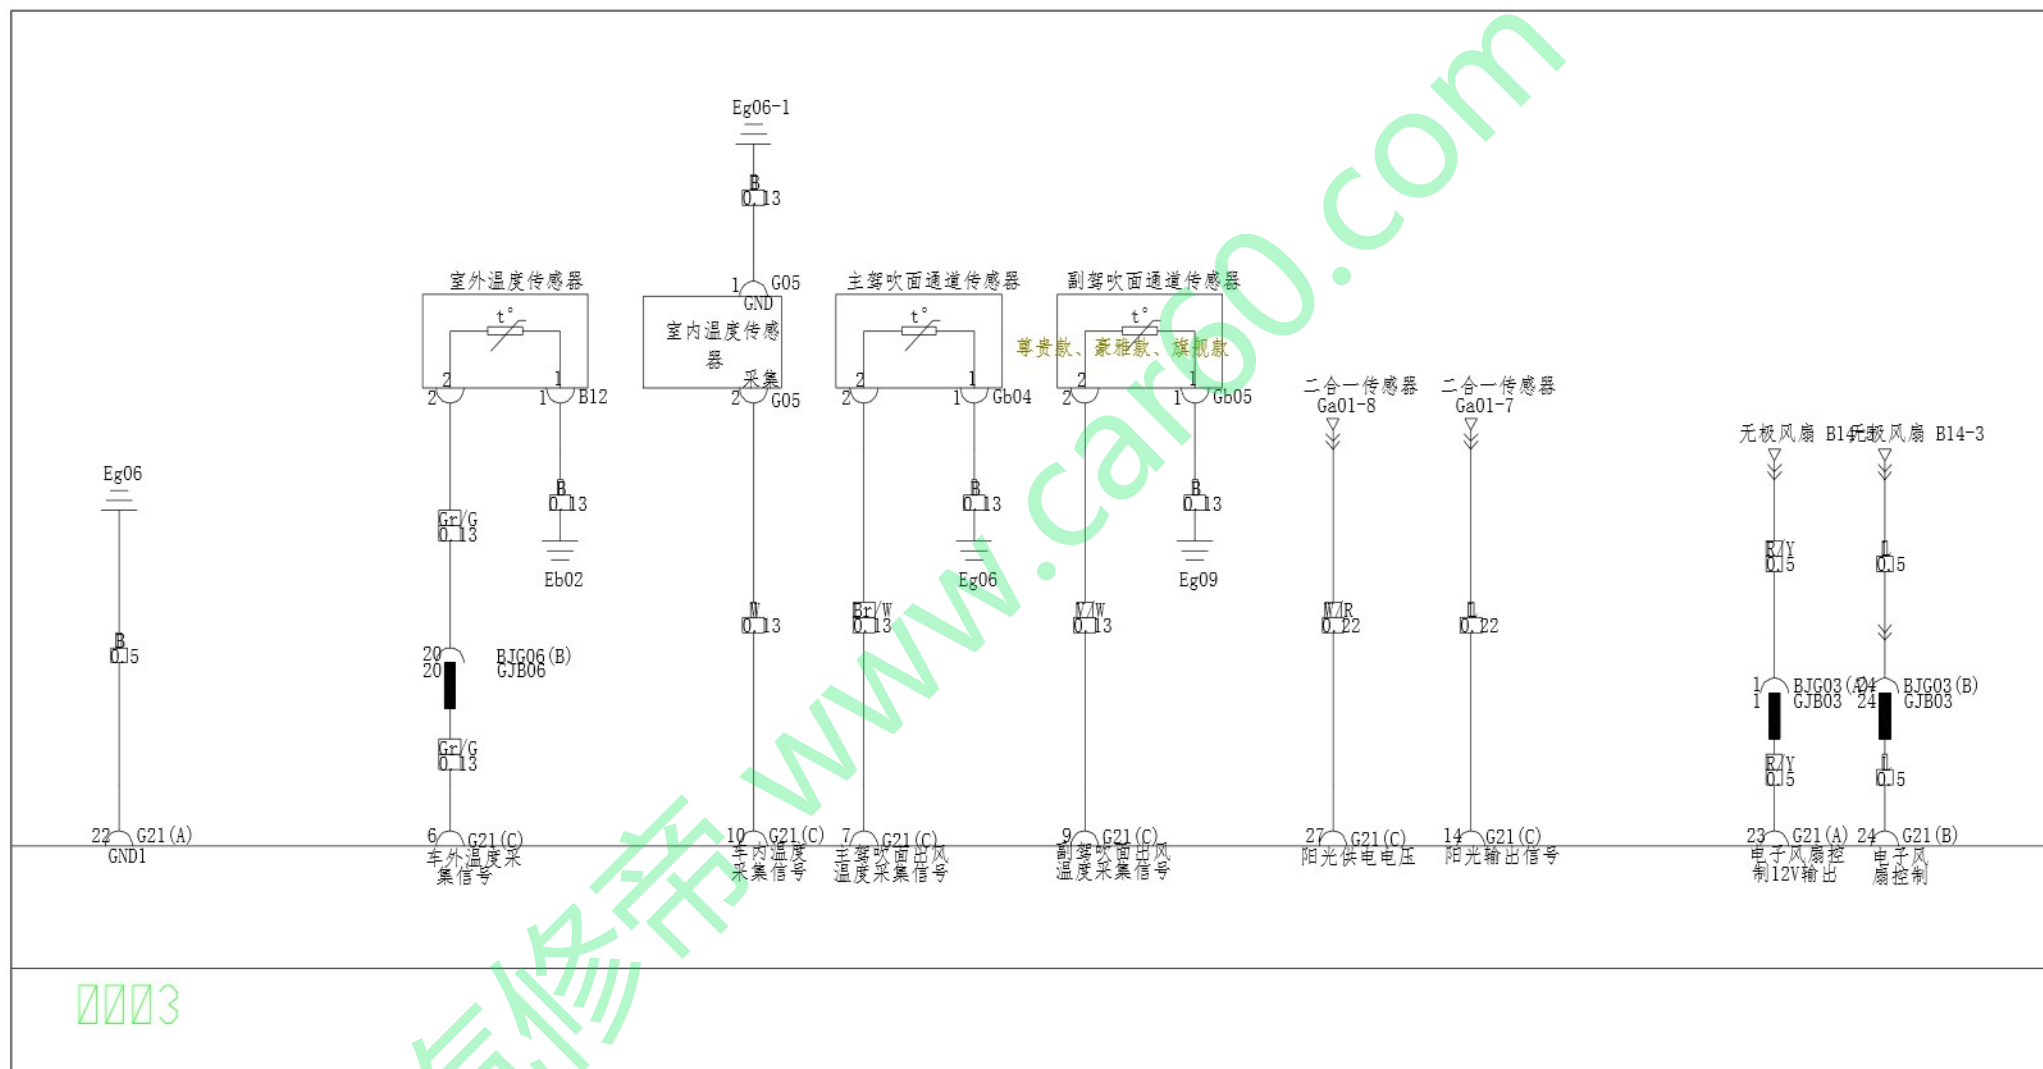 Eg06-1
B
0.13
1
G05
GND
室外温度传感器
t°
2
1
2
1
B12
室内温度传感
器
采集
2
G05
主驾吹面通道传感器
t°
2
1
2
1
Gb04
副驾吹面通道传感器
t°
尊贵款、豪雅款、旗舰款
2
1
2
1
Gb05
二合一传感器
Ga01-8
二合一传感器
Ga01-7
无极风扇 B14-
无极风扇 B14-3
Eg06
B
0.5
Gr/G
0.13
B
0.13
Eb02
B
0.13
Eg06
B
0.13
Eg09
R/Y
0.5
L
0.5
W
0.13
Br/W
0.13
V/W
0.13
W/R
0.22
L
0.22
20
20
BJG06(B)
GJB06
1
1
BJG03(A)
GJB03
24
24
BJG03(B)
GJB03
Gr/G
0.13
R/Y
0.5
L
0.5
22
G21(A)
GND1
6
G21(C)
车外温度采
集信号
10
G21(C)
车内温度
采集信号
7
G21(C)
主驾吹面出风
温度采集信号
9
G21(C)
副驾吹面出风
温度采集信号
27
G21(C)
阳光供电电压
14
G21(C)
阳光输出信号
23
G21(A)
电子风扇控
制12V输出
24
G21(B)
电子风
扇控制
0003
汽修帝 www.car60.com